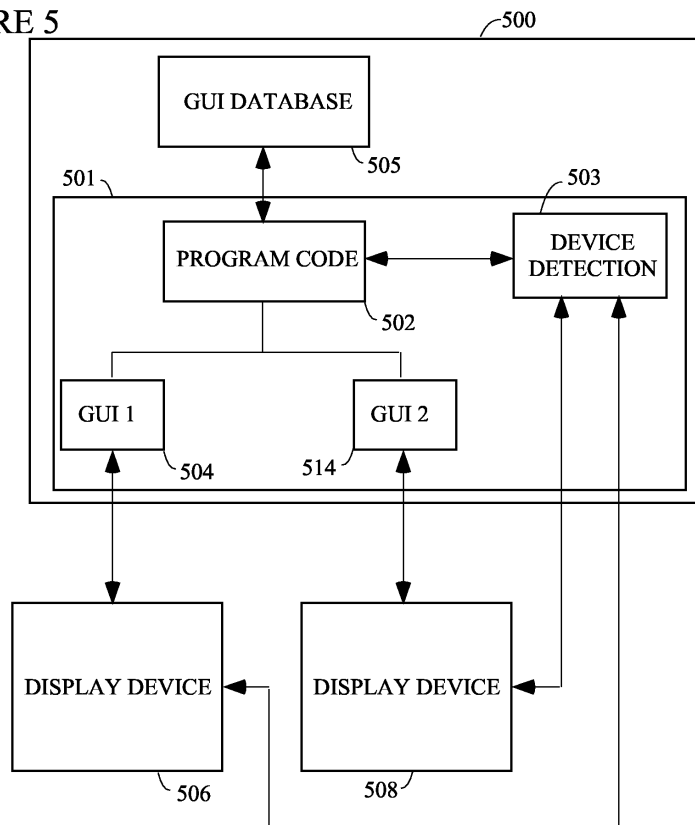 RE 5
500
GUI DATABASE
505
501
503
PROGRAM CODE
DEVICE
DETECTION
502
GUI 1
GUI 2
504
514
DISPLAY DEVICE
DISPLAY DEVICE
506
508